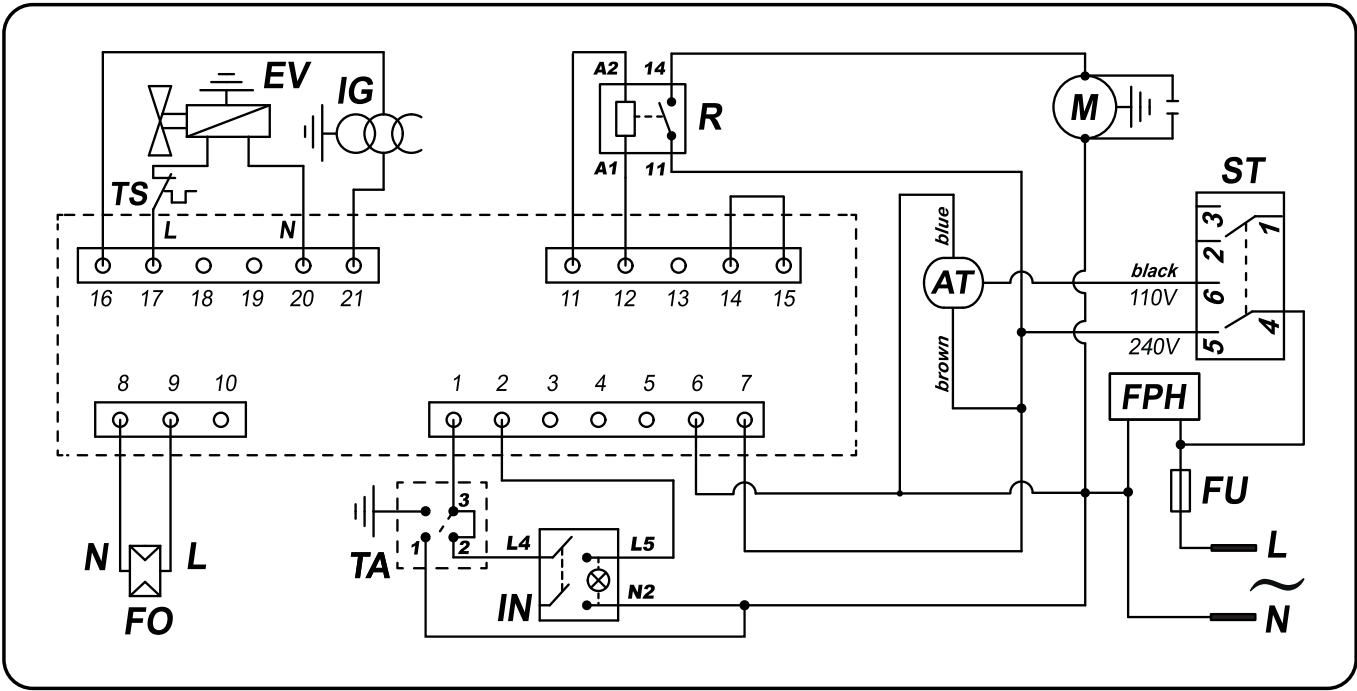 EV
IG
A2 14
R
M
A1 11
ST
TS
L N
3 1
2
blue
AT
black
110V
6
4
240V
5
16 17 18 19 20 21
11 12 13 14 15
brown
8 9 10
1 2 3 4 5 6 7
FPH
FU
3
1 2
TA
L4 L5
N2
IN
N L
FO
L
~
N